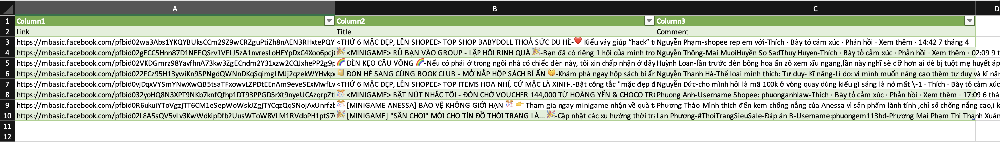 A B C D
1 Column1 Column2 Column3
2 Link Title Comment
3 https://mbasic.facebook.com/pfbid02wa3Abs1YKQYBUksCCm29Z9wCRZguPtiZh8nAEN3RHxtePQY <THỨ 6 MẶC ĐẸP, LÊN SHOPEE> TOP SHOP BABYDOLL THOẢ SỨC ĐU HÈ-❤️ Kiểu váy giúp “hack” t Nguyễn Phạm-shopee rep em với-Thích · Bày tỏ cảm xúc · Phản hồi · Xem thêm · 14:42 7 tháng 4
4 https://mbasic.facebook.com/pfbid02gECC5Hnn87D1NEFQSrv1VFLJ5zA1nvresLoHEYpDxC4Xoo6pcj 🎉 <MINIGAME> RỦ BẠN VÀO GROUP - LẬP HỘI RINH QUÀ 🎉-Bạn đã có riêng 1 hội của mình tro Nguyễn Thông-Mai MuoiHuyền So SadThuy Huyen-Thích · Bày tỏ cảm xúc · Phản hồi · Xem thêm · 02:09 9 t
5 https://mbasic.facebook.com/pfbid02VKDGmrz98YavfhnA73kw3ZgECndm2Y31xzw2CQJxhePP2g9p 🌈 ĐÈN KẸO CẦU VỒNG 🌈-Nếu có phải ở trong ngôi nhà có chiếc đèn này, tôi xin chấp nhận ở đây Huỳnh Loan-lần trước đèn bông hoa ấn zô xem xĩu ngang,lần này nghĩ sẽ đỡ hơn ai dè bị tuột mẹ huyết áp
6 https://mbasic.facebook.com/pfbid022FCz95H13ywiKn9SPNgdQWNnDKqSqimgLMJj2qzekWYHvkp 📔 ĐÓN HÈ SANG CÙNG BOOK CLUB - MỞ NẮP HỘP SÁCH BÍ ẨN 🤫-Khám phá ngay hộp sách bí ẩn Nguyễn Thanh Hà-Thể loại mình thích: Tư duy- Kĩ năng-Lí do: vì mình muốn nâng cao thêm tư duy và kĩ năn
7 https://mbasic.facebook.com/pfbid0vjDqxVYSmYNwXwQB5tsaTFxowvLZPDtEEnAm9eveSExMwfLv <THỨ 6 MẶC ĐẸP, LÊN SHOPEE> TOP ITEMS HOA NHÍ, CỨ MẶC LÀ XINH-.-Bật công tắc "mặc đẹp đ Nguyễn Đức-cho mình hỏi là mã 100k ở vòng quay dùng kiểu gì sáng là nó mất \-1 · Thích · Bày tỏ cảm xúc
8 https://mbasic.facebook.com/pfbid032yoHQ8N3XPT9NKb7knfQfhp1DT93PPGD5rXt9nyeUCAzqrpZt 🎊 <MINIGAME> BẬT NÚT NHẮC TÔI - ĐÓN CHỜ VOUCHER 144,000 TỪ HOÀNG YẾN & CHOCO TR Phuong Anh-Username Shopee: phuonganhlaw-Thích · Bày tỏ cảm xúc · Phản hồi · Xem thêm · 17:09 6 thá
9 https://mbasic.facebook.com/pfbid0R6ukuiYToVgzjTT6CM1eSepWoWskJZgjTYCqzQqSNojAxUnrfzb 🎊 [MINIGAME ANESSA] BẢO VỆ KHÔNG GIỚI HẠN 🎊-👉 Tham gia ngay minigame nhận về quà t Phương Thảo-Mình thích đến kem chống nắng của Anessa vì sản phẩm lành tính ,chỉ số chống nắng cao,i k
10 https://mbasic.facebook.com/pfbid02L8A5sQV5vLv3KwWdkipDfb2UusWToW8VLM1RVdbPH1ptS7 🎉 [MINIGAME] "SÂN CHƠI" MỚI CHO TÍN ĐỒ THỜI TRANG LÀ... 🎉-Cập nhật các xu hướng thời tra Lan Phương-#ThoiTrangSieuSale-Đáp án B-Username:phuongem113hd-Phương Mai Phạm Thị Thanh Xuân
11
12